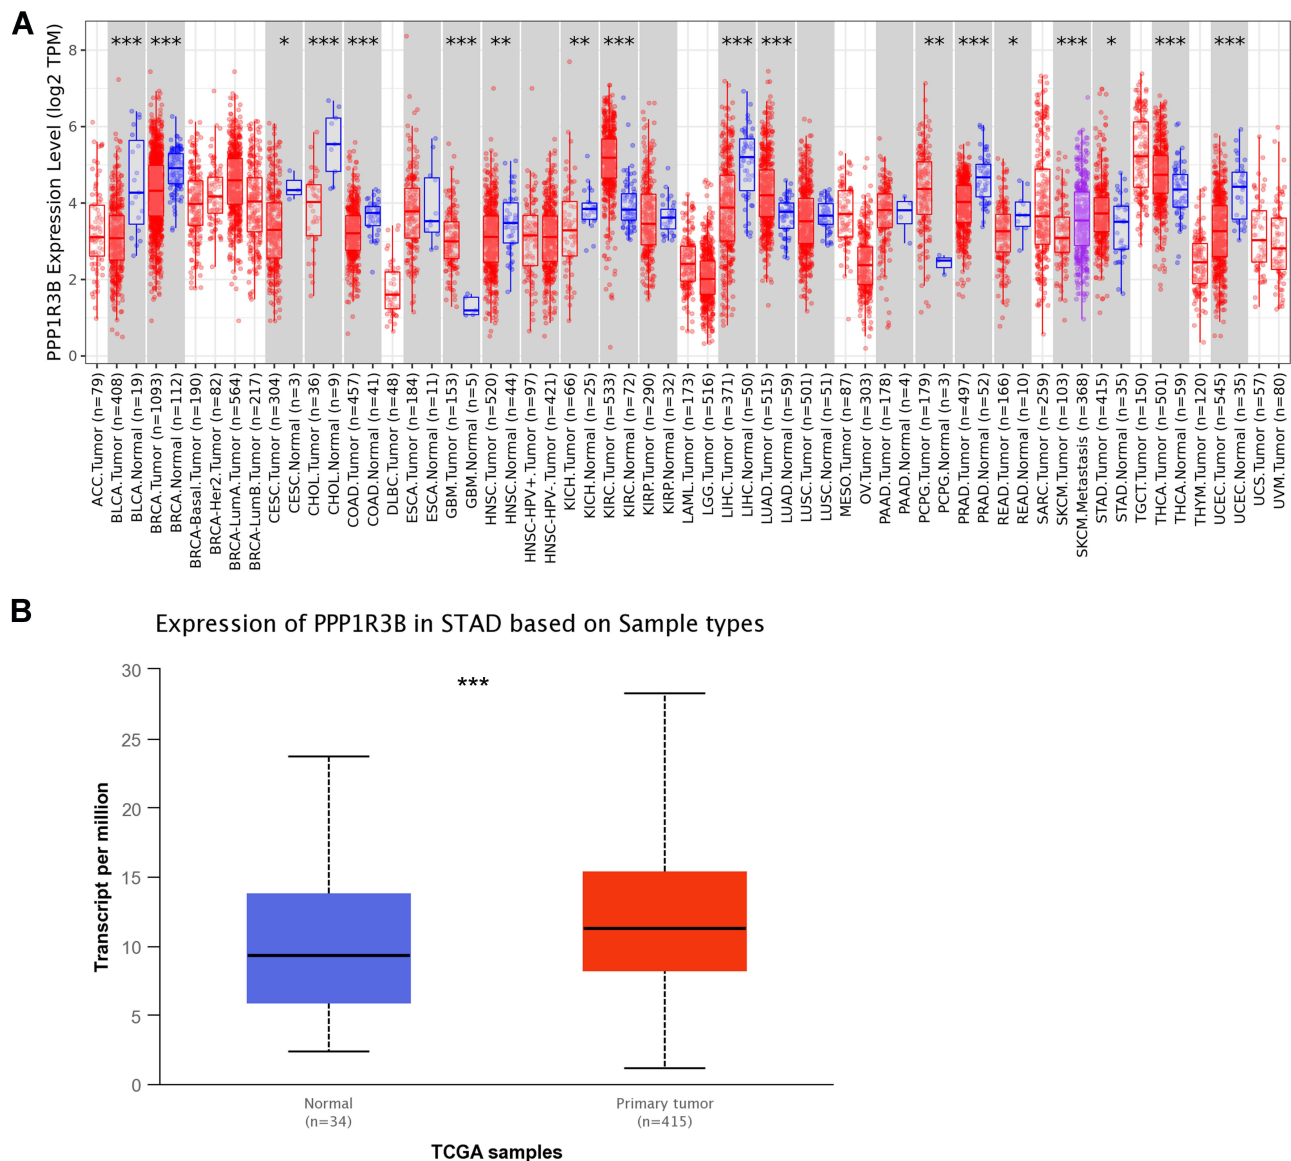 A
*** *** * *** *** *** ** ** *** *** *** ** *** * *** * *** ***
PPP1R3B Expression Level (log2 TPM)
8
6
4
2
0
ACC.Tumor (n=79)
BLCA.Tumor (n=408)
BLCA.Normal (n=19)
BRCA.Tumor (n=1093)
BRCA.Normal (n=112)
BRCA-Basal.Tumor (n=190)
BRCA-Her2.Tumor (n=82)
BRCA-LumA.Tumor (n=564)
BRCA-LumB.Tumor (n=217)
CESC.Tumor (n=304)
CESC.Normal (n=3)
CHOL.Tumor (n=36)
CHOL.Normal (n=9)
COAD.Tumor (n=457)
COAD.Normal (n=41)
DLBC.Tumor (n=48)
ESCA.Tumor (n=184)
ESCA.Normal (n=11)
GBM.Tumor (n=153)
GBM.Normal (n=5)
HNSC.Tumor (n=520)
HNSC.Normal (n=44)
HNSC-HPV+.Tumor (n=97)
HNSC-HPV-.Tumor (n=421)
KICH.Tumor (n=66)
KICH.Normal (n=25)
KIRC.Tumor (n=533)
KIRC.Normal (n=72)
KIRP.Tumor (n=290)
KIRP.Normal (n=32)
LAML.Tumor (n=173)
LGG.Tumor (n=516)
LIHC.Tumor (n=371)
LIHC.Normal (n=50)
LUAD.Tumor (n=515)
LUAD.Normal (n=59)
LUSC.Tumor (n=501)
LUSC.Normal (n=51)
MESO.Tumor (n=87)
OV.Tumor (n=303)
PAAD.Tumor (n=178)
PAAD.Normal (n=4)
PCPG.Tumor (n=179)
PCPG.Normal (n=3)
PRAD.Tumor (n=497)
PRAD.Normal (n=52)
READ.Tumor (n=166)
READ.Normal (n=10)
SARC.Tumor (n=259)
SKCM.Tumor (n=103)
SKCM.Metastasis (n=368)
STAD.Tumor (n=415)
STAD.Normal (n=35)
TGCT.Tumor (n=150)
THCA.Tumor (n=501)
THCA.Normal (n=59)
THYM.Tumor (n=120)
UCEC.Tumor (n=545)
UCEC.Normal (n=35)
UCS.Tumor (n=57)
UVM.Tumor (n=80)
B
Expression of PPP1R3B in STAD based on Sample types
***
Transcript per million
30
25
20
15
10
5
0
Normal
(n=34)
Primary tumor
(n=415)
TCGA samples